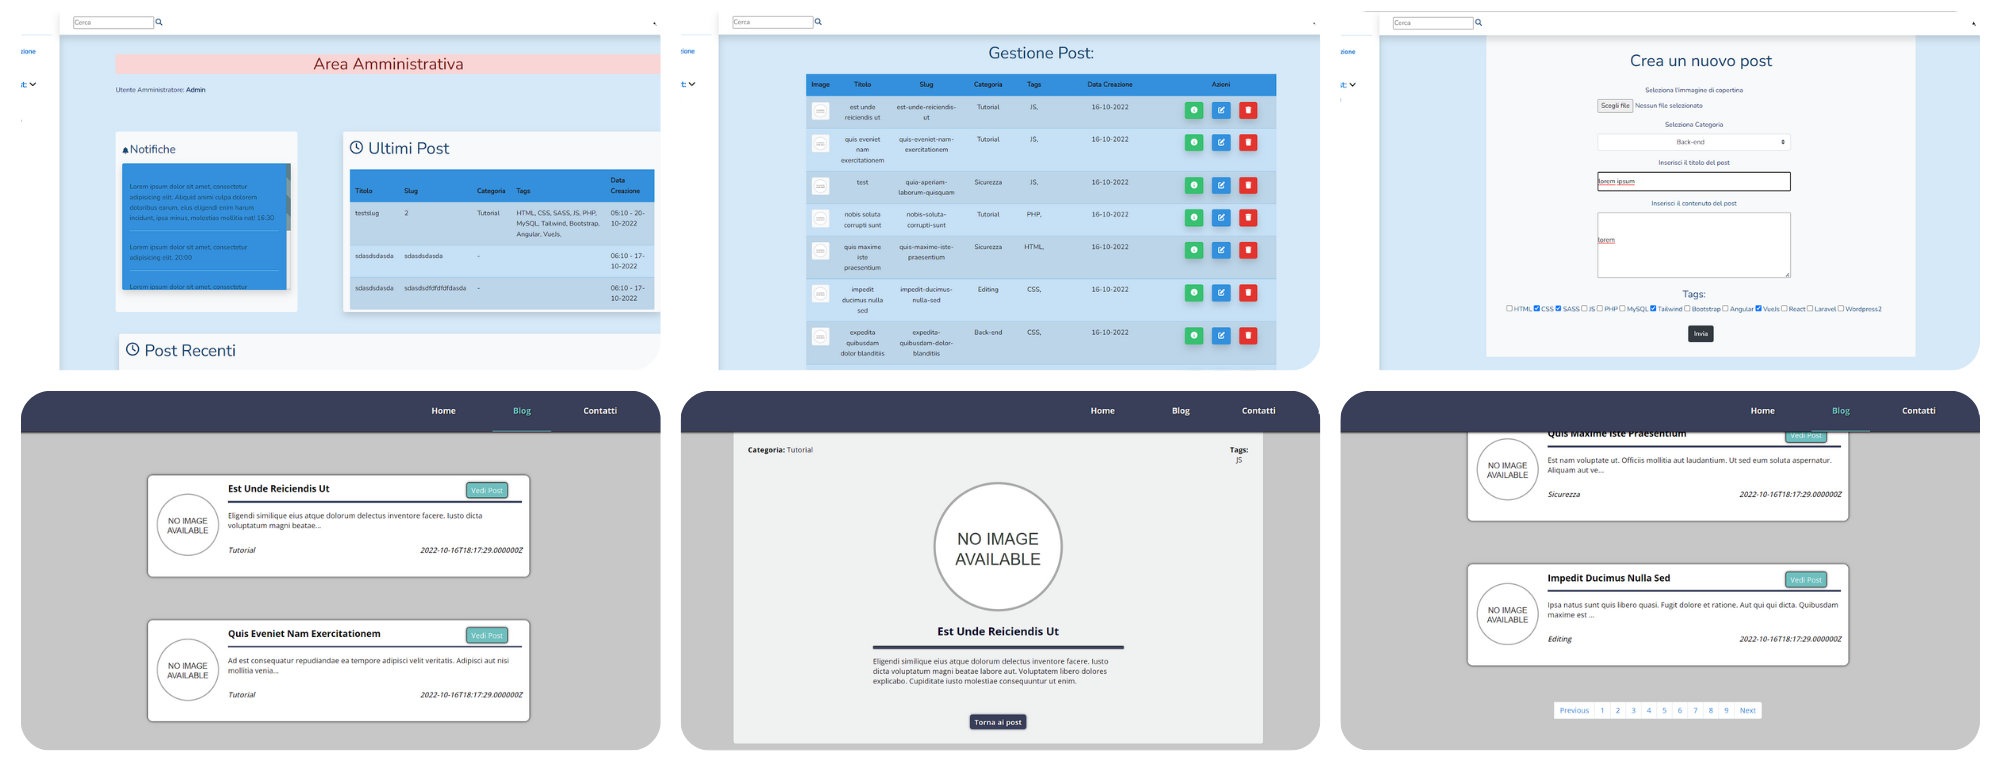 Cerca
zione
t:
Area Amministrativa
Utente Amministratore: Admin
Notifiche
Lorem ipsum dolor sit amet, consectetur
adipisicing elit. Aliquid animi culpa dolorem
doloribus earum, eius eligendi enim harum
incidunt, ipsa minus, molestias mollitia nat! 16:30
Lorem ipsum dolor sit amet, consectetur
adipisicing elit. 20:00
Lorem ipsum dolor sit amet, consectetur
Ultimi Post
Titolo Slug Categoria Tags Data Creazione
testslug 2 Tutorial HTML, CSS, SASS, JS, PHP, MySQL, Tailwind, Bootstrap, Angular, VueJs, 05:10 - 20-10-2022
sdasdsdasda sdasdsdasda - 06:10 - 17-10-2022
sdasdsdasda sdasdsdfdfdfdfdasda - 06:10 - 17-10-2022
Post Recenti
Cerca
zione
t:
Gestione Post:
Image Titolo Slug Categoria Tags Data Creazione Azioni
est unde reiciendis ut est-unde-reiciendis-ut Tutorial JS, 16-10-2022
quis eveniet nam exercitationem quis-eveniet-nam-exercitationem Tutorial JS, 16-10-2022
test quia-aperiam-laborum-quisquam Sicurezza JS, 16-10-2022
nobis soluta corrupti sunt nobis-soluta-corrupti-sunt Tutorial PHP, 16-10-2022
quis maxime iste praesentium quis-maxime-iste-praesentium Sicurezza HTML, 16-10-2022
impedit ducimus nulla sed impedit-ducimus-nulla-sed Editing CSS, 16-10-2022
expedita quibusdam dolor blanditiis expedita-quibusdam-dolor-blanditiis Back-end CSS, 16-10-2022
Cerca
zione
t:
Crea un nuovo post
Seleziona l'immagine di copertina
Scegli file Nessun file selezionato
Seleziona Categoria
Back-end
Inserisci il titolo del post
lorem ipsum
Inserisci il contenuto del post
lorem
Tags:
HTML CSS SASS JS PHP MySQL Tailwind Bootstrap Angular VueJs React Laravel Wordpress2
Invia
Home Blog Contatti
Est Unde Reiciendis Ut Vedi Post
NO IMAGE
AVAILABLE
Eligendi similique eius atque dolorum delectus inventore facere. Iusto dicta
voluptatum magni beatae...
Tutorial 2022-10-16T18:17:29.000000Z
Quis Eveniet Nam Exercitationem Vedi Post
NO IMAGE
AVAILABLE
Ad est consequatur repudiandae ea tempore adipisci velit veritatis. Adipisci aut nisi
mollitia venia...
Tutorial 2022-10-16T18:17:29.000000Z
Home Blog Contatti
Categoria: Tutorial Tags:
JS
NO IMAGE
AVAILABLE
Est Unde Reiciendis Ut
Eligendi similique eius atque dolorum delectus inventore facere. Iusto
dicta voluptatum magni beatae labore aut. Voluptatem libero dolores
explicabo. Cupiditate iusto molestiae consequuntur ut enim.
Torna ai post
Home Blog Contatti
Quis Maxime Iste Praesentium Vedi Post
NO IMAGE
AVAILABLE
Est nam voluptate ut. Officiis mollitia aut laudantium. Ut sed eum soluta aspernatur.
Aliquam aut ve...
Sicurezza 2022-10-16T18:17:29.000000Z
Impedit Ducimus Nulla Sed Vedi Post
NO IMAGE
AVAILABLE
Ipsa natus sunt quis libero quasi. Fugit dolore et ratione. Aut qui qui dicta. Quibusdam
maxime est ...
Editing 2022-10-16T18:17:29.000000Z
Previous 1 2 3 4 5 6 7 8 9 Next